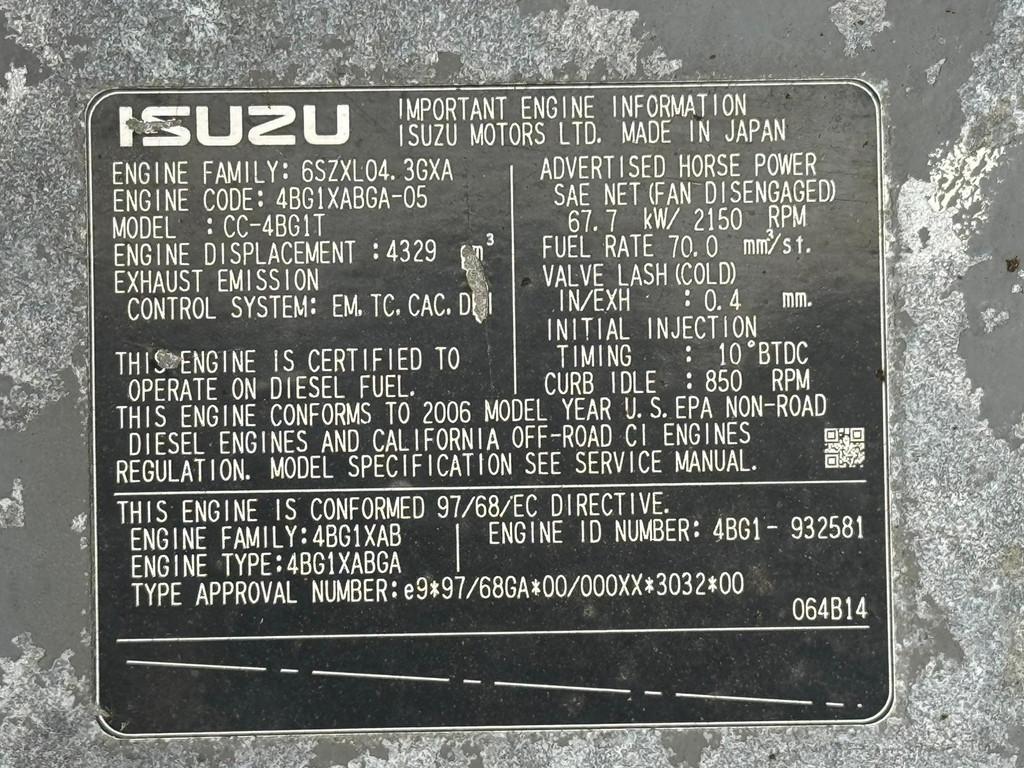 ISUZU
IMPORTANT ENGINE INFORMATION
ISUZU MOTORS LTD. MADE IN JAPAN
ENGINE FAMILY: 6SZXL04.3GXA
ENGINE CODE: 4BG1XABGA-05
MODEL : CC-4BG1T
ENGINE DISPLACEMENT :4329
EXHAUST EMISSION
CONTROL SYSTEM: EM, TC, CAC,
THIS ENGINE IS CERTIFIED TO
OPERATE ON DIESEL FUEL.
ADVERTISED HORSE POWER
SAE NET (FAN DISENGAGED)
67.7 kW/ 2150 RPM
FUEL RATE 70.0 mm³/st.
VALVE LASH (COLD)
IN/EXH : 0.4 mm.
INITIAL INJECTION
TIMING : 10°BTDC
CURB IDLE : 850 RPM
THIS ENGINE CONFORMS TO 2006 MODEL YEAR U.S. EPA NON-ROAD
DIESEL ENGINES AND CALIFORNIA OFF-ROAD CI ENGINES
REGULATION. MODEL SPECIFICATION SEE SERVICE MANUAL.
THIS ENGINE IS CONFORMED 97/68/EC DIRECTIVE.
ENGINE FAMILY:4BG1XAB
ENGINE TYPE:4BG1XABGA
ENGINE ID NUMBER: 4BG1- 932581
TYPE APPROVAL NUMBER:e9*97/68GA*00/000XX*3032*00
064B14